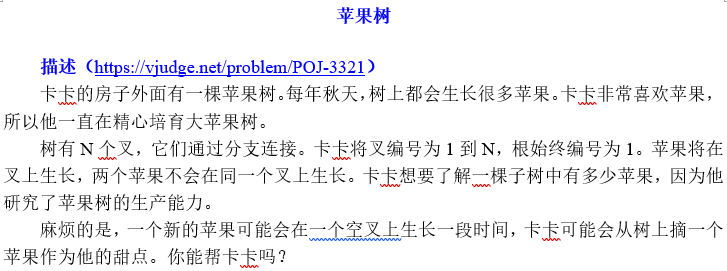 苹果树
描述（https://vjudge.net/problem/POJ-3321）
卡卡的房子外面有一棵苹果树。每年秋天，树上都会生长很多苹果。卡卡非常喜欢苹果，
所以他一直在精心培育大苹果树。
树有 N 个叉，它们通过分支连接。卡卡将叉编号为 1 到 N，根始终编号为 1。苹果将在
叉上生长，两个苹果不会在同一个叉上生长。卡卡想要了解一棵子树中有多少苹果，因为他
研究了苹果树的生产能力。
麻烦的是，一个新的苹果可能会在一个空叉上生长一段时间，卡卡可能会从树上摘一个
苹果作为他的甜点。你能帮卡卡吗？